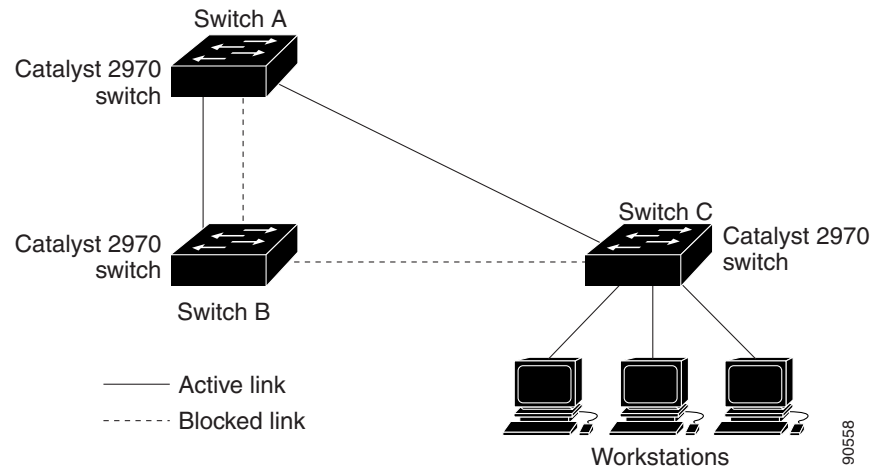 Switch A
Catalyst 2970
switch
Catalyst 2970
switch
Switch B
Switch C
Catalyst 2970
switch
Active link
Blocked link
Workstations
90558